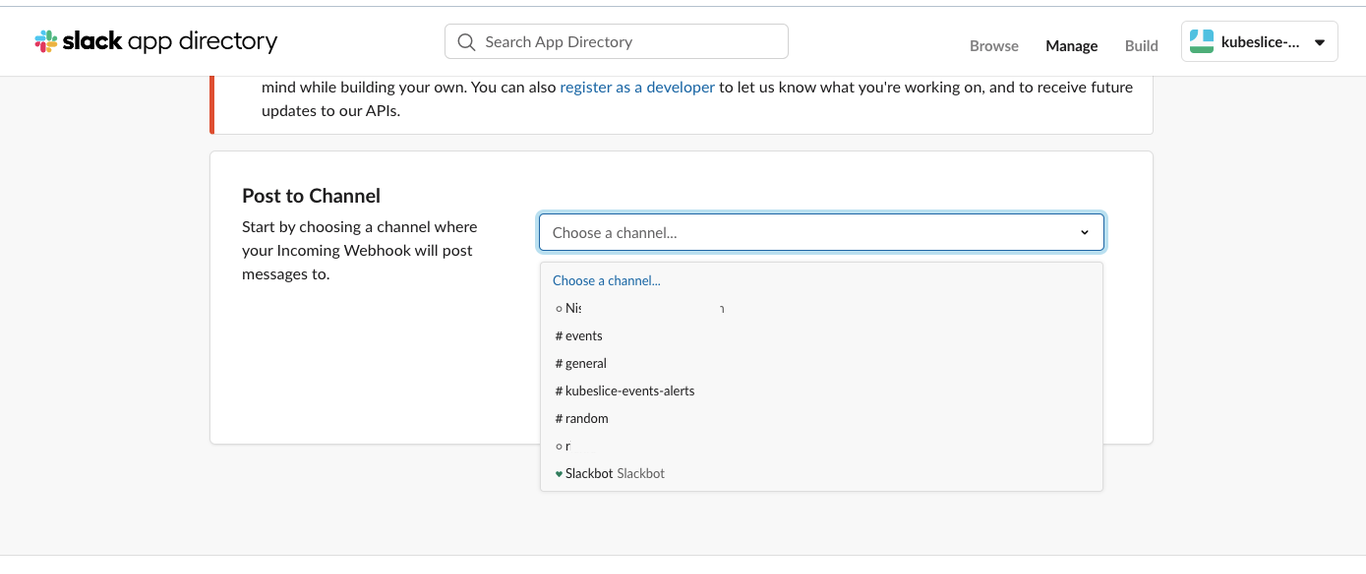 slack app directory
Search App Directory
Browse
Manage
Build
kubeslice-...
mind while building your own. You can also register as a developer to let us know what you're working on, and to receive future
updates to our APIs.
Post to Channel
Start by choosing a channel where
your Incoming Webhook will post
messages to.
Choose a channel...
Choose a channel...
# events
# general
# kubeslice-events-alerts
# random
r
Slackbot Slackbot